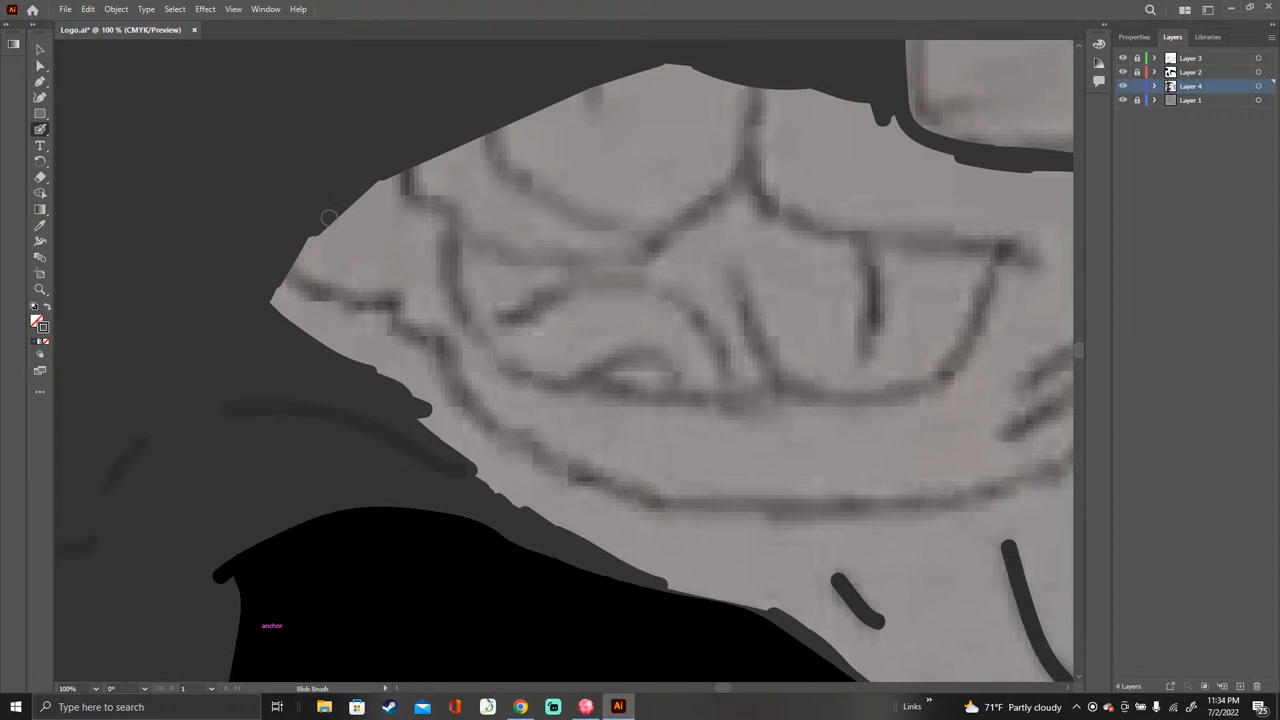 File Edit Object Type Select Effect View Window Help
Logo.ai* @ 100 % (CMYK/Preview)
Properties Layers Libraries
Layer 3
Layer 2
Layer 4
Layer 1
anchor
100% 0° 1 Blob Brush
4 Layers
Type here to search
Links
71°F Partly cloudy
11:34 PM
7/2/2022